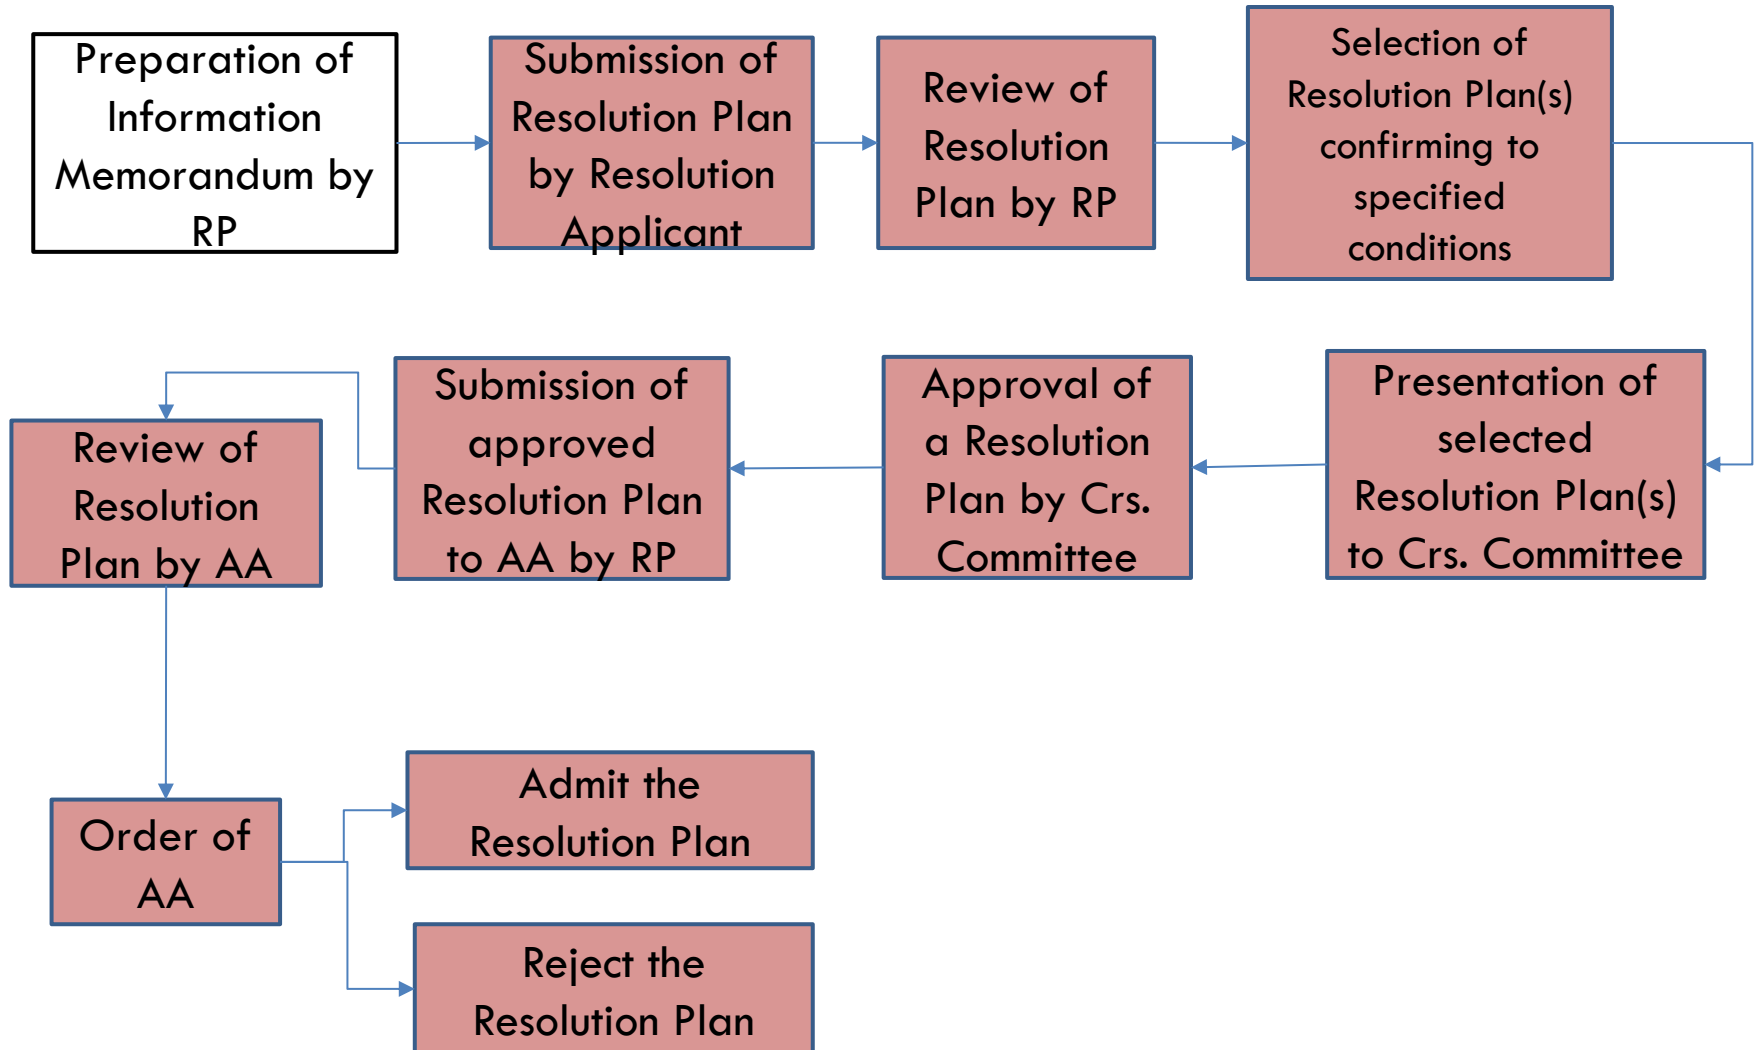 Preparation of
Information
Memorandum by
RP
Submission of
Resolution Plan
by Resolution
Applicant
Review of
Resolution
Plan by RP
Selection of
Resolution Plan(s)
confirming to
specified
conditions
Presentation of
selected
Resolution Plan(s)
to Crs. Committee
Approval of
a Resolution
Plan by Crs.
Committee
Submission of
approved
Resolution Plan
to AA by RP
Review of
Resolution
Plan by AA
Order of
AA
Admit the
Resolution Plan
Reject the
Resolution Plan